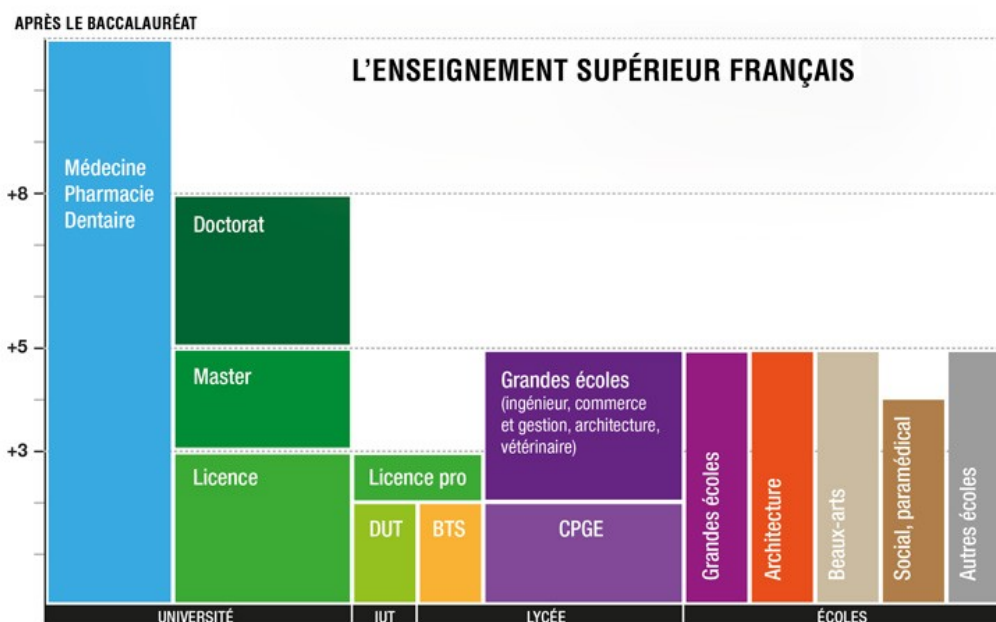 APRÈS LE BACCALAURÉAT
L'ENSEIGNEMENT SUPÉRIEUR FRANÇAIS
Médecine
Pharmacie
Dentaire
+8
Doctorat
+5
Master
Grandes écoles
(ingénieur, commerce
et gestion, architecture,
vétérinaire)
+3
Licence
Licence pro
DUT
BTS
CPGE
Grandes écoles
Architecture
Beaux-arts
Social, paramédical
Autres écoles
UNIVERSITÉ
IUT
LYCÉE
ÉCOLES